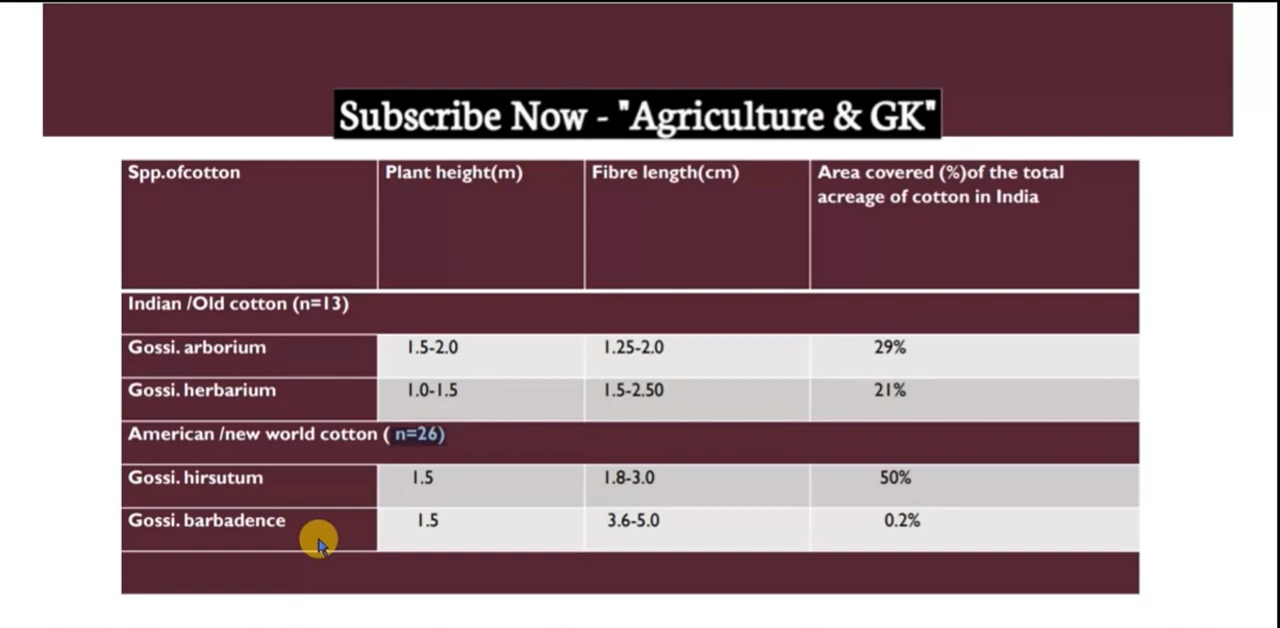 Subscribe Now - "Agriculture & GK"
Spp.ofcotton Plant height(m) Fibre length(cm) Area covered (%)of the total
acreage of cotton in India
Indian /Old cotton (n=13)
Gossi. arborium 1.5-2.0 1.25-2.0 29%
Gossi. herbarium 1.0-1.5 1.5-2.50 21%
American /new world cotton ( n=26)
Gossi. hirsutum 1.5 1.8-3.0 50%
Gossi. barbadence 1.5 3.6-5.0 0.2%